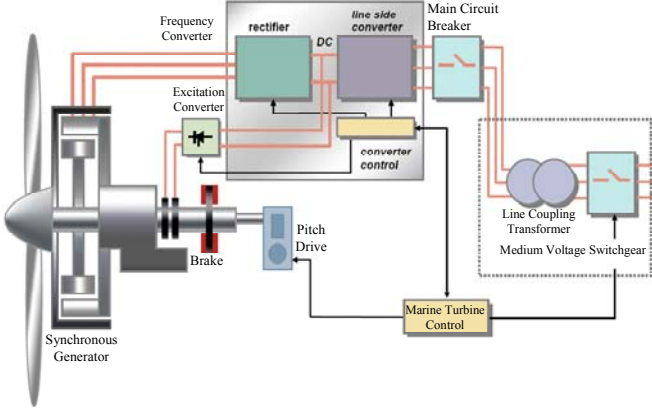 Frequency
Converter
rectifier
DC
line side
converter
Main Circuit
Breaker
Excitation
Converter
converter
control
Line Coupling
Transformer
Medium Voltage Switchgear
Pitch
Drive
Brake
Marine Turbine
Control
Synchronous
Generator